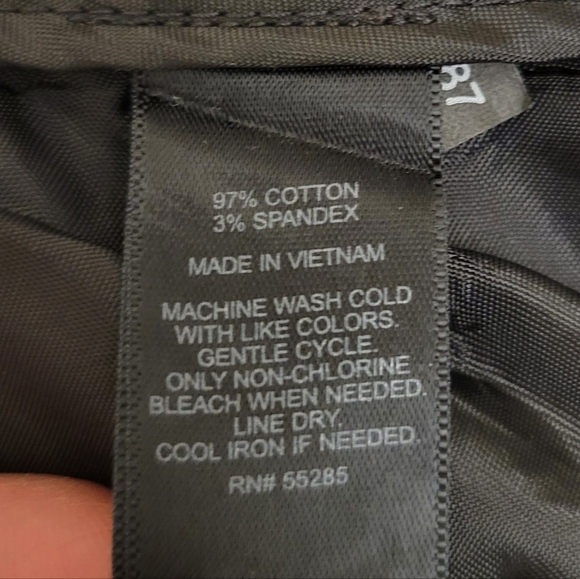 87
97% COTTON
3% SPANDEX
MADE IN VIETNAM
MACHINE WASH COLD
WITH LIKE COLORS.
GENTLE CYCLE.
ONLY NON-CHLORINE
BLEACH WHEN NEEDED.
LINE DRY.
COOL IRON IF NEEDED.
RN# 55285